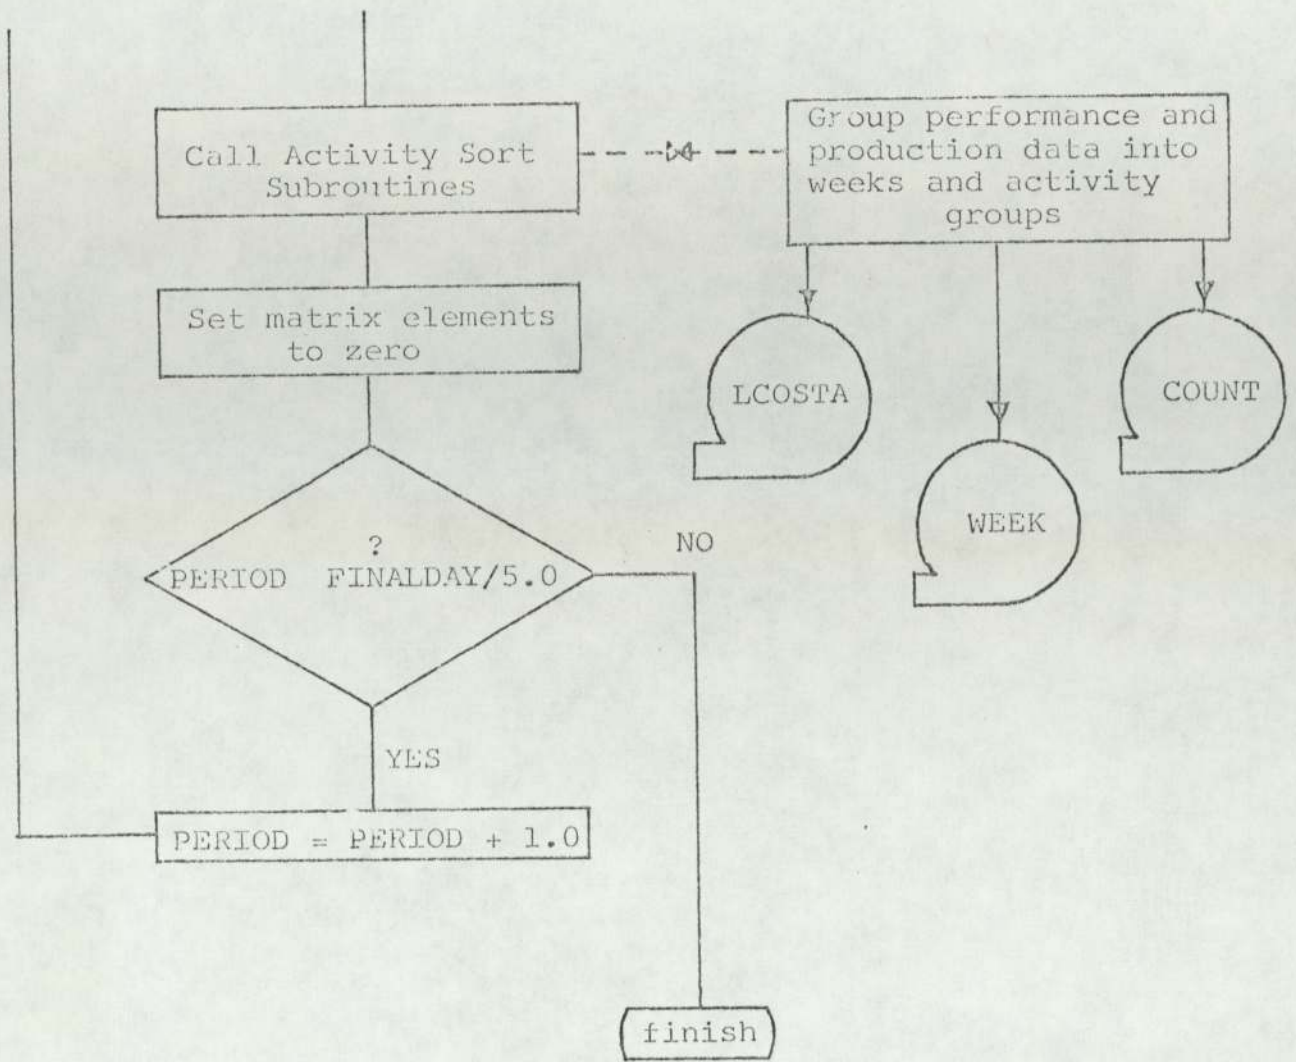 Call Activity Sort
Subroutines
Group performance and
production data into
weeks and activity
groups
Set matrix elements
to zero
LCOSTA
COUNT
WEEK
?
PERIOD FINALDAY/5.0
NO
YES
PERIOD = PERIOD + 1.0
finish